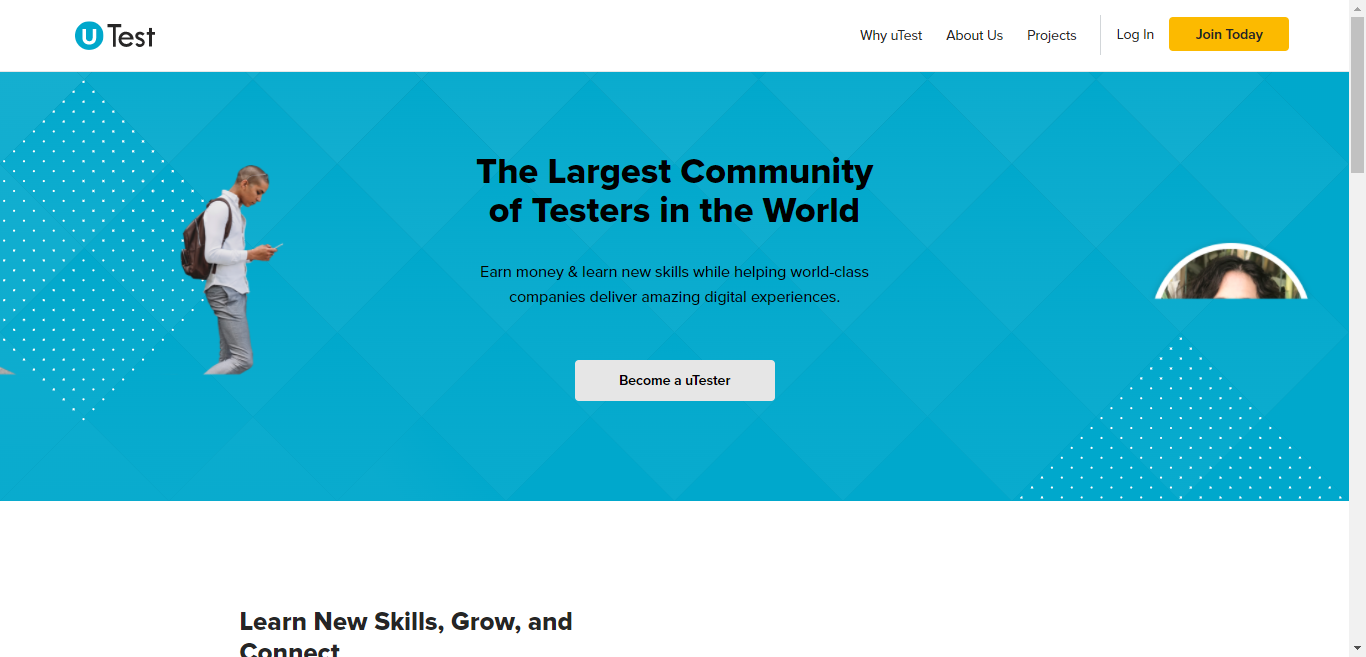 uTest
Why uTest
About Us
Projects
Log In
Join Today
The Largest Community
of Testers in the World
Earn money & learn new skills while helping world-class
companies deliver amazing digital experiences.
Become a uTester
Learn New Skills, Grow, and
Connect